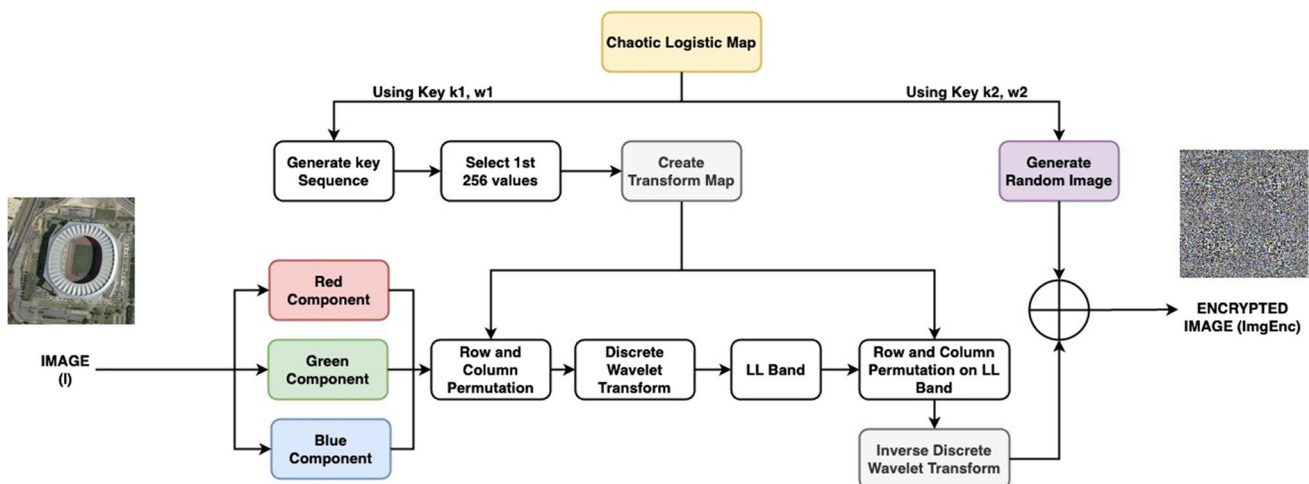 Chaotic Logistic Map
Using Key k1, w1
Using Key k2, w2
Generate key
Sequence
Select 1st
256 values
Create
Transform Map
Generate
Random Image
Red
Component
IMAGE
(I)
Green
Component
Blue
Component
Row and
Column
Permutation
Discrete
Wavelet
Transform
LL Band
Row and Column
Permutation on LL
Band
Inverse Discrete
Wavelet Transform
ENCRYPTED
IMAGE (ImgEnc)